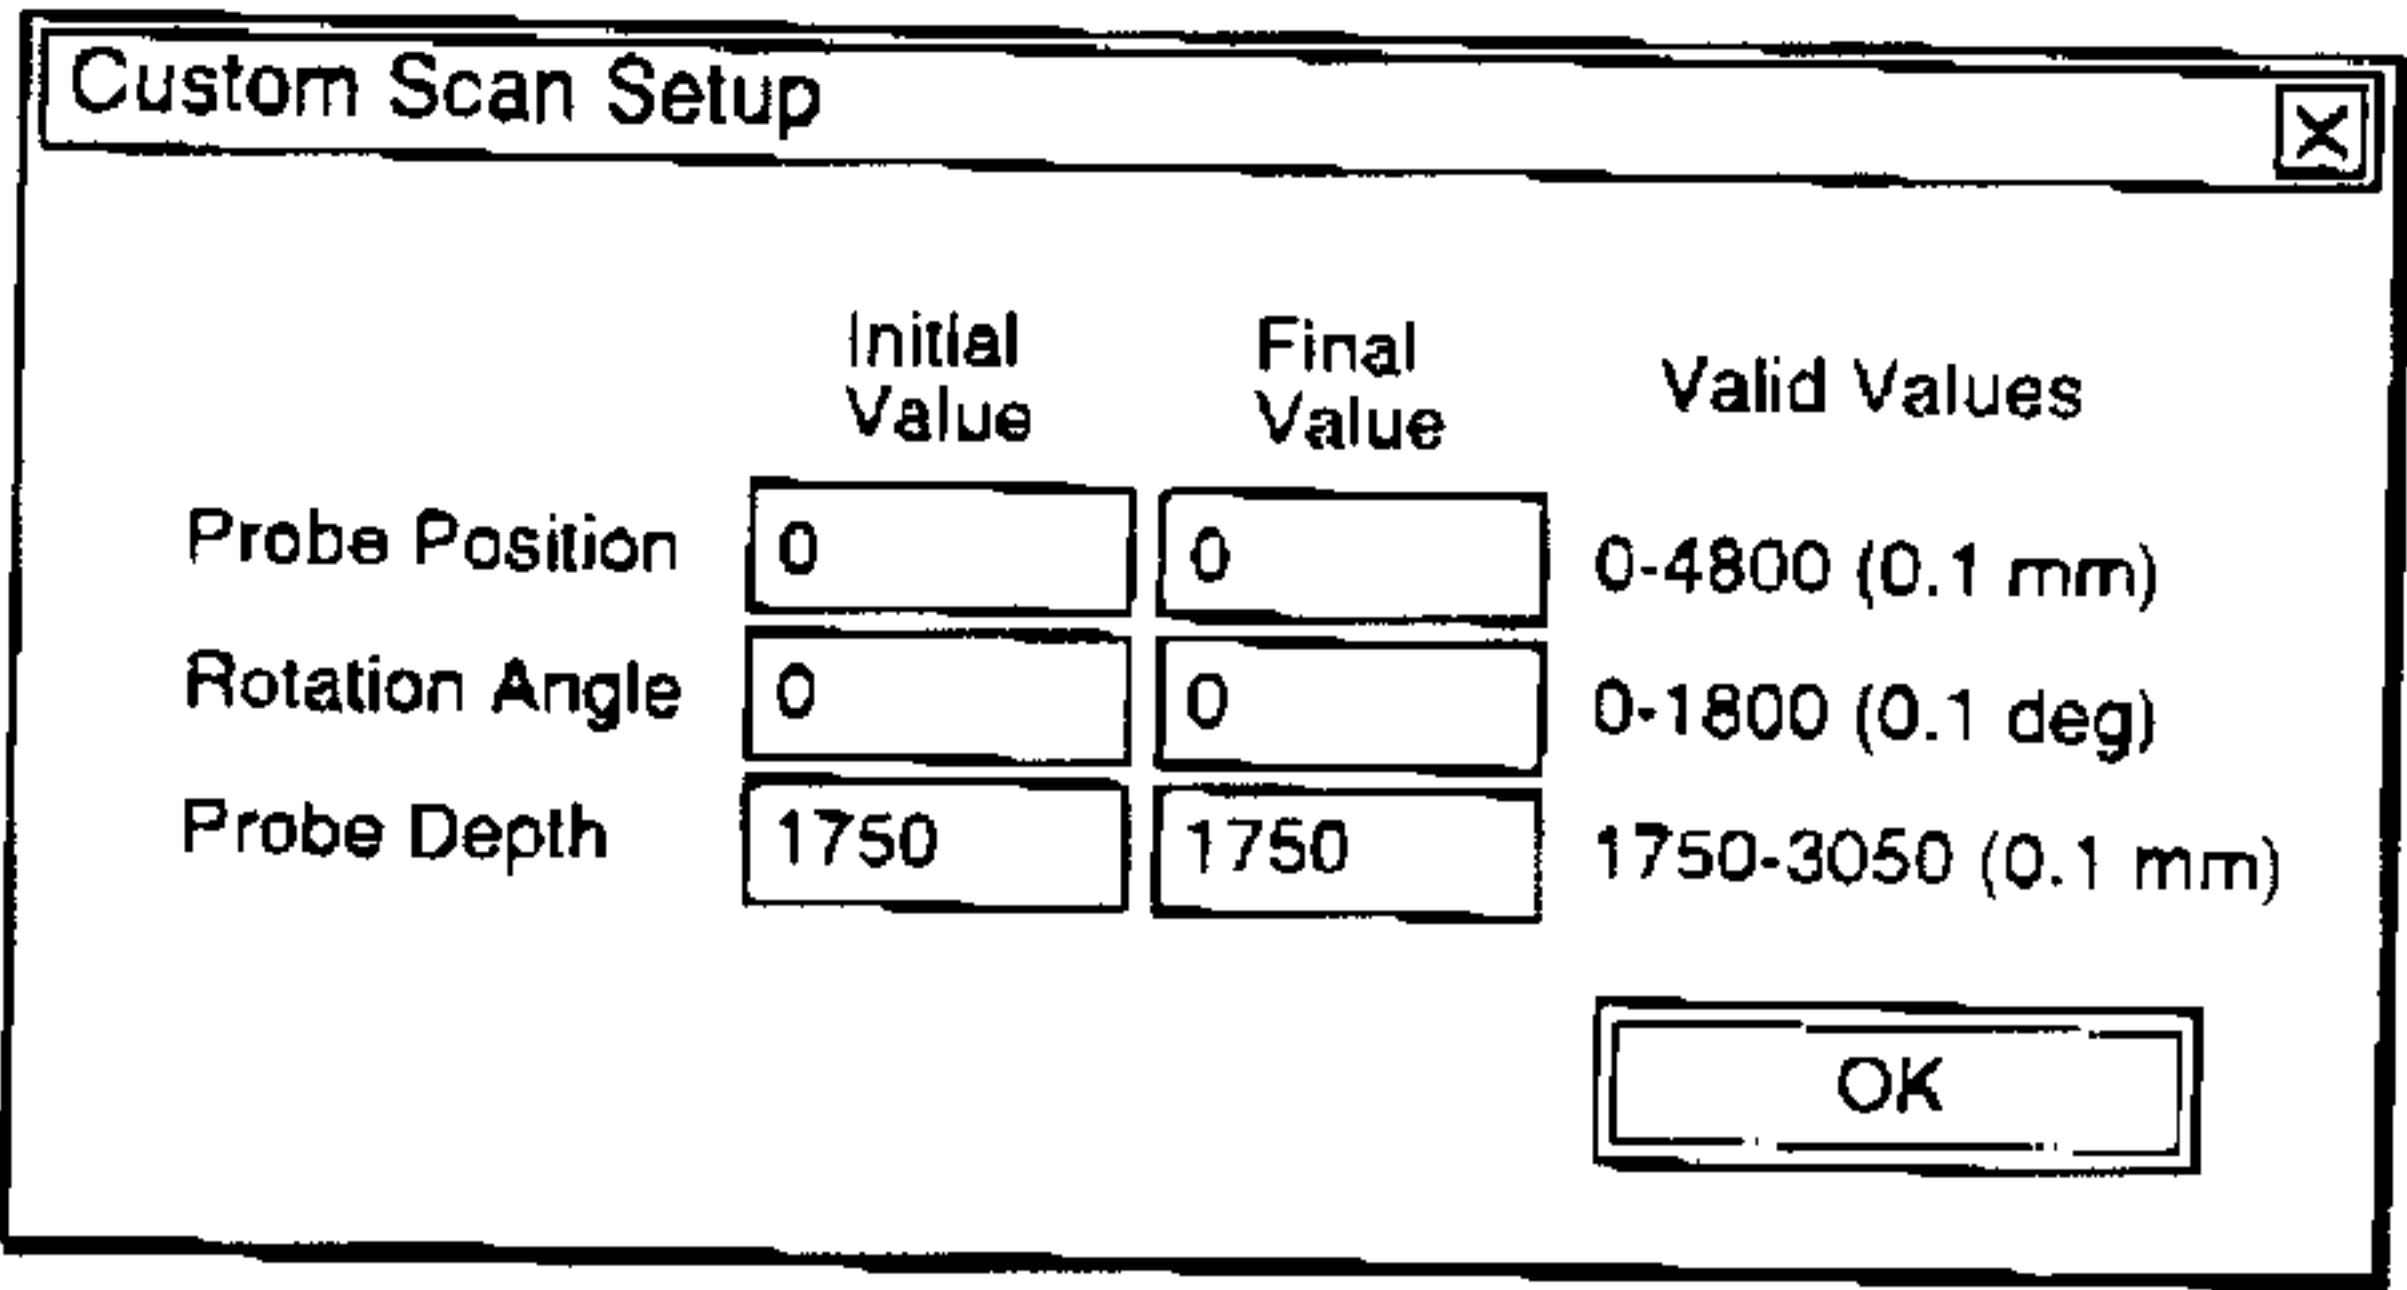 Custom Scan Setup
Initial Value Final Value Valid Values
Probe Position 0 0 0-4800 (0.1 mm)
Rotation Angle 0 0 0-1800 (0.1 deg)
Probe Depth 1750 1750 1750-3050 (0.1 mm)
OK